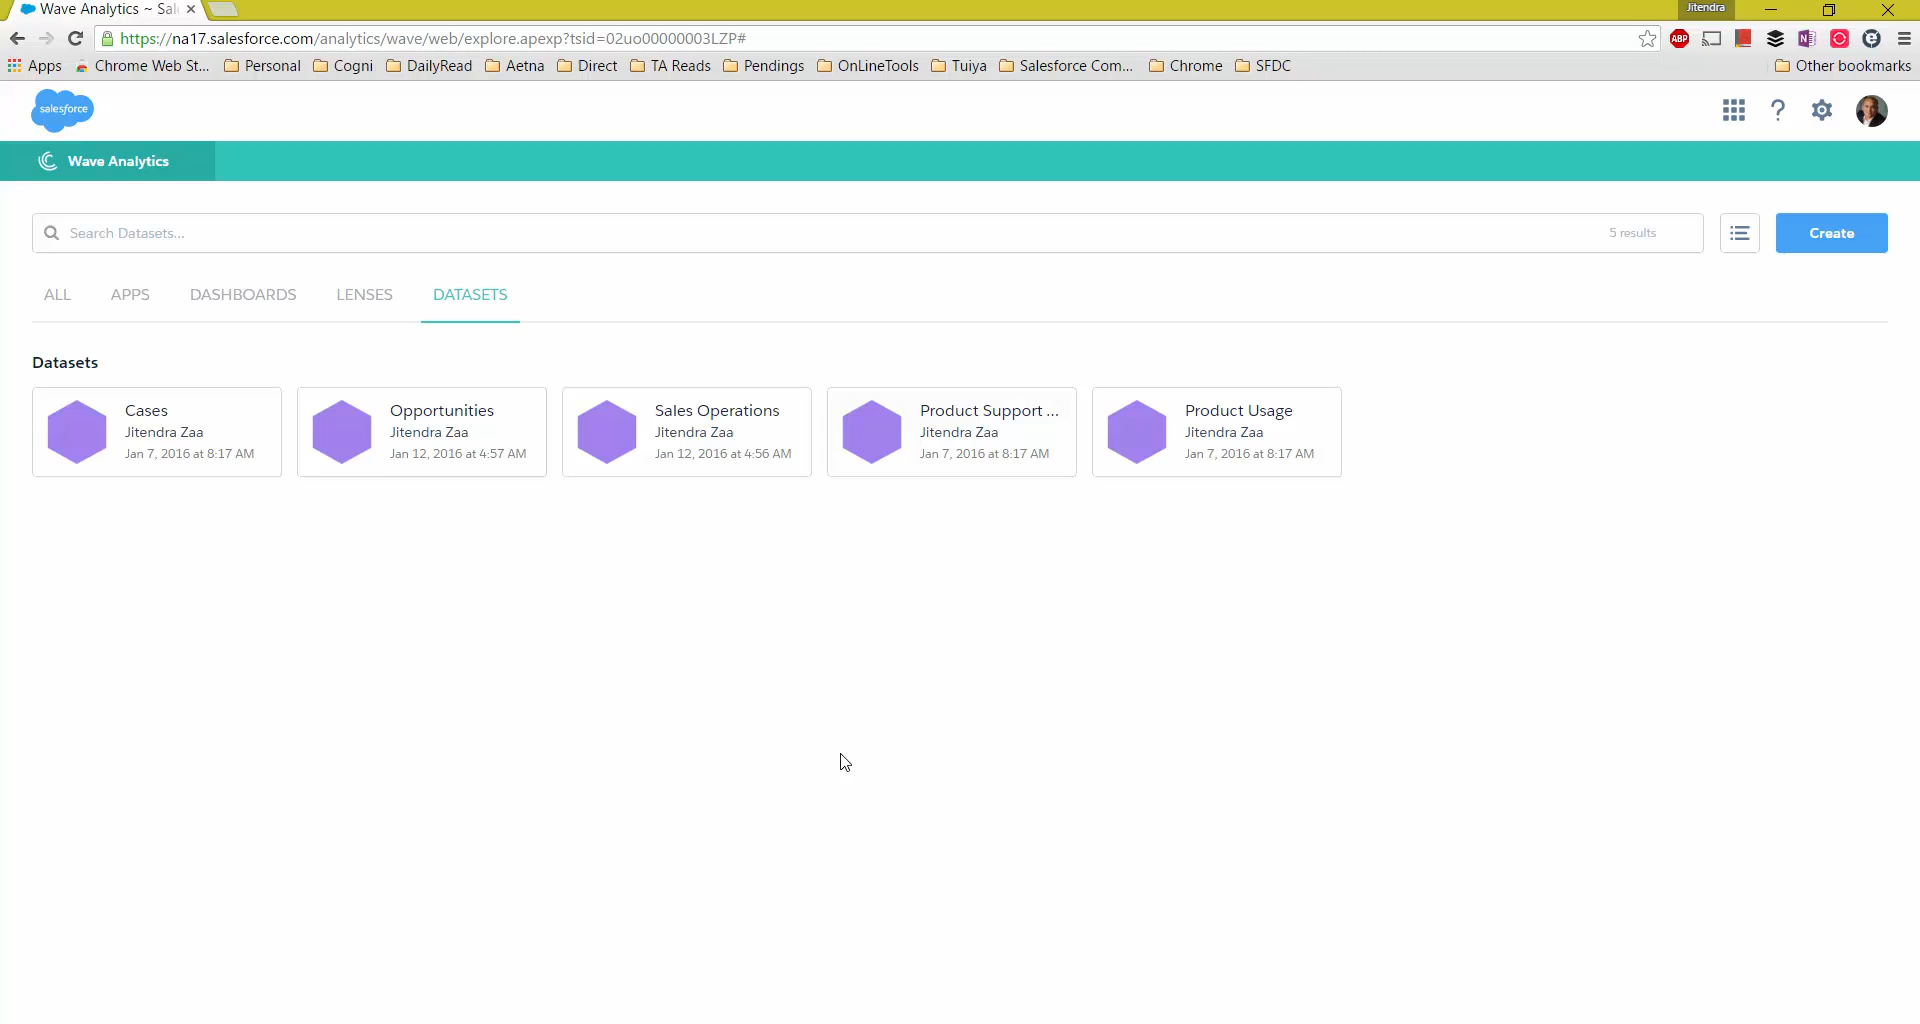 Wave Analytics ~ Sal
Jitendra
https://na17.salesforce.com/analytics/wave/web/explore.apexp?tsid=02uo00000003LZP#
ABP
Apps Chrome Web St... Personal Cogni DailyRead Aetna Direct TA Reads Pendings OnLineTools Tuiya Salesforce Com... Chrome SFDC Other bookmarks
salesforce
Wave Analytics
Search Datasets... 5 results Create
ALL APPS DASHBOARDS LENSES DATASETS
Datasets
Cases
Jitendra Zaa
Jan 7, 2016 at 8:17 AM
Opportunities
Jitendra Zaa
Jan 12, 2016 at 4:57 AM
Sales Operations
Jitendra Zaa
Jan 12, 2016 at 4:56 AM
Product Support ...
Jitendra Zaa
Jan 7, 2016 at 8:17 AM
Product Usage
Jitendra Zaa
Jan 7, 2016 at 8:17 AM